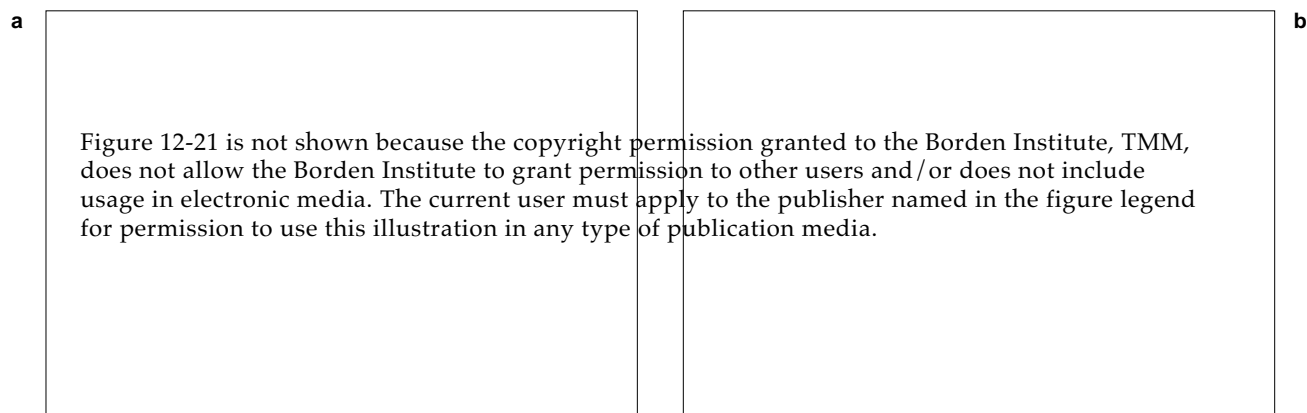 a
b
Figure 12-21 is not shown because the copyright permission granted to the Borden Institute, TMM,
does not allow the Borden Institute to grant permission to other users and/or does not include
usage in electronic media. The current user must apply to the publisher named in the figure legend
for permission to use this illustration in any type of publication media.